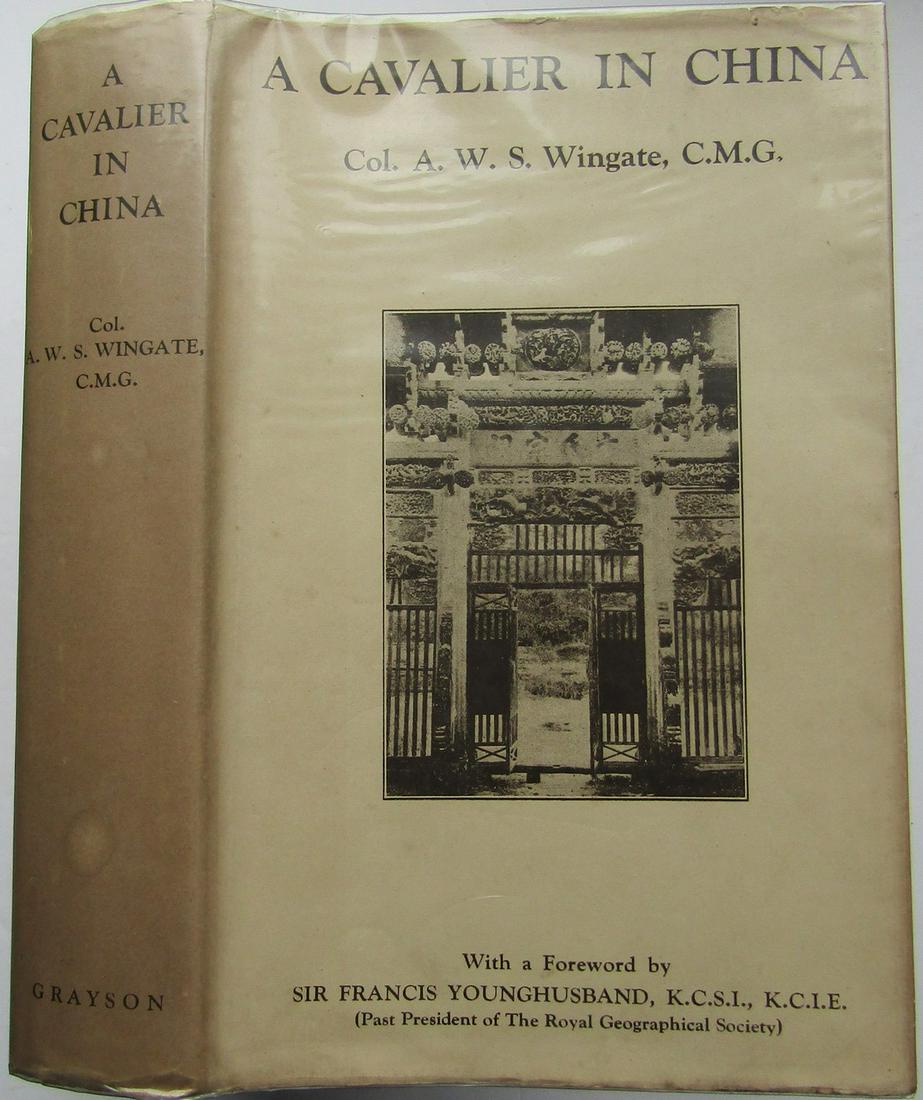 A
CAVALIER
IN
CHINA
Col.
A. W. S. WINGATE,
C.M.G.
GRAYSON
A CAVALIER IN CHINA
Col. A. W. S. Wingate, C.M.G.
With a Foreword by
SIR FRANCIS YOUNGHUSBAND, K.C.S.I., K.C.I.E.
(Past President of The Royal Geographical Society)